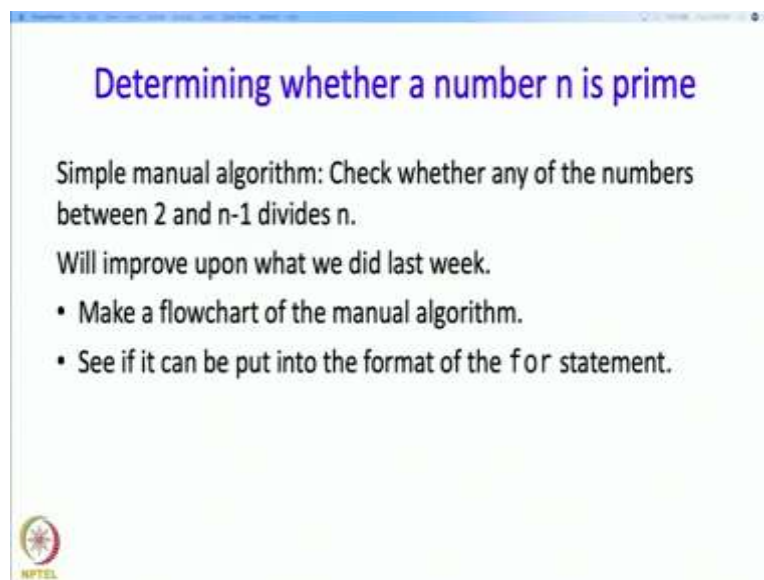 Determining whether a number n is prime
Simple manual algorithm: Check whether any of the numbers
between 2 and n-1 divides n.
Will improve upon what we did last week.
• Make a flowchart of the manual algorithm.
• See if it can be put into the format of the for statement.
NPTEL